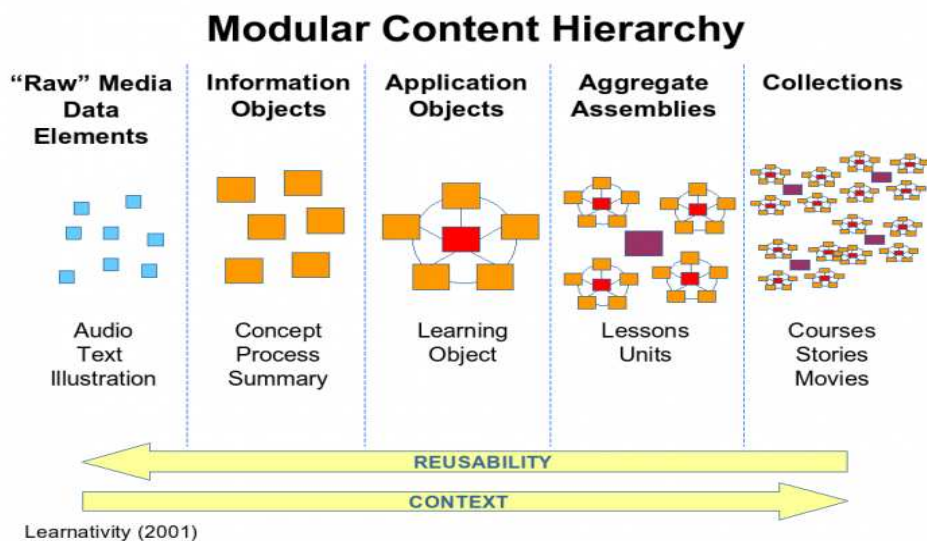 Modular Content Hierarchy
“Raw” Media
Data
Elements
Information
Objects
Application
Objects
Aggregate
Assemblies
Collections
Audio
Text
Illustration
Concept
Process
Summary
Learning
Object
Lessons
Units
Courses
Stories
Movies
REUSABILITY
CONTEXT
Learnativity (2001)